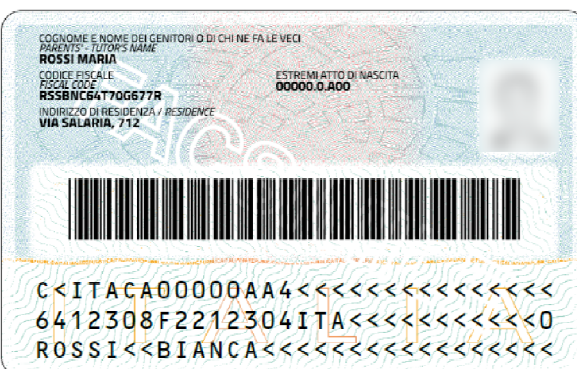 COGNOME E NOME DEI GENITORI O DI CHI NE FA LE VECI
PARENTS' - TUTOR'S NAME
ROSSI MARIA
CODICE FISCALE
FISCAL CODE
RSSBNC64T70G677R
ESTREMI ATTO DI NASCITA
00000.0.A00
INDIRIZZO DI RESIDENZA / RESIDENCE
VIA SALARIA, 712
C<ITACA00000AA4<<<<<<<<<<<<<<<
6412308F2212304ITA<<<<<<<<<<<0
ROSSI<<BIANCA<<<<<<<<<<<<<<<<<
ITALIA